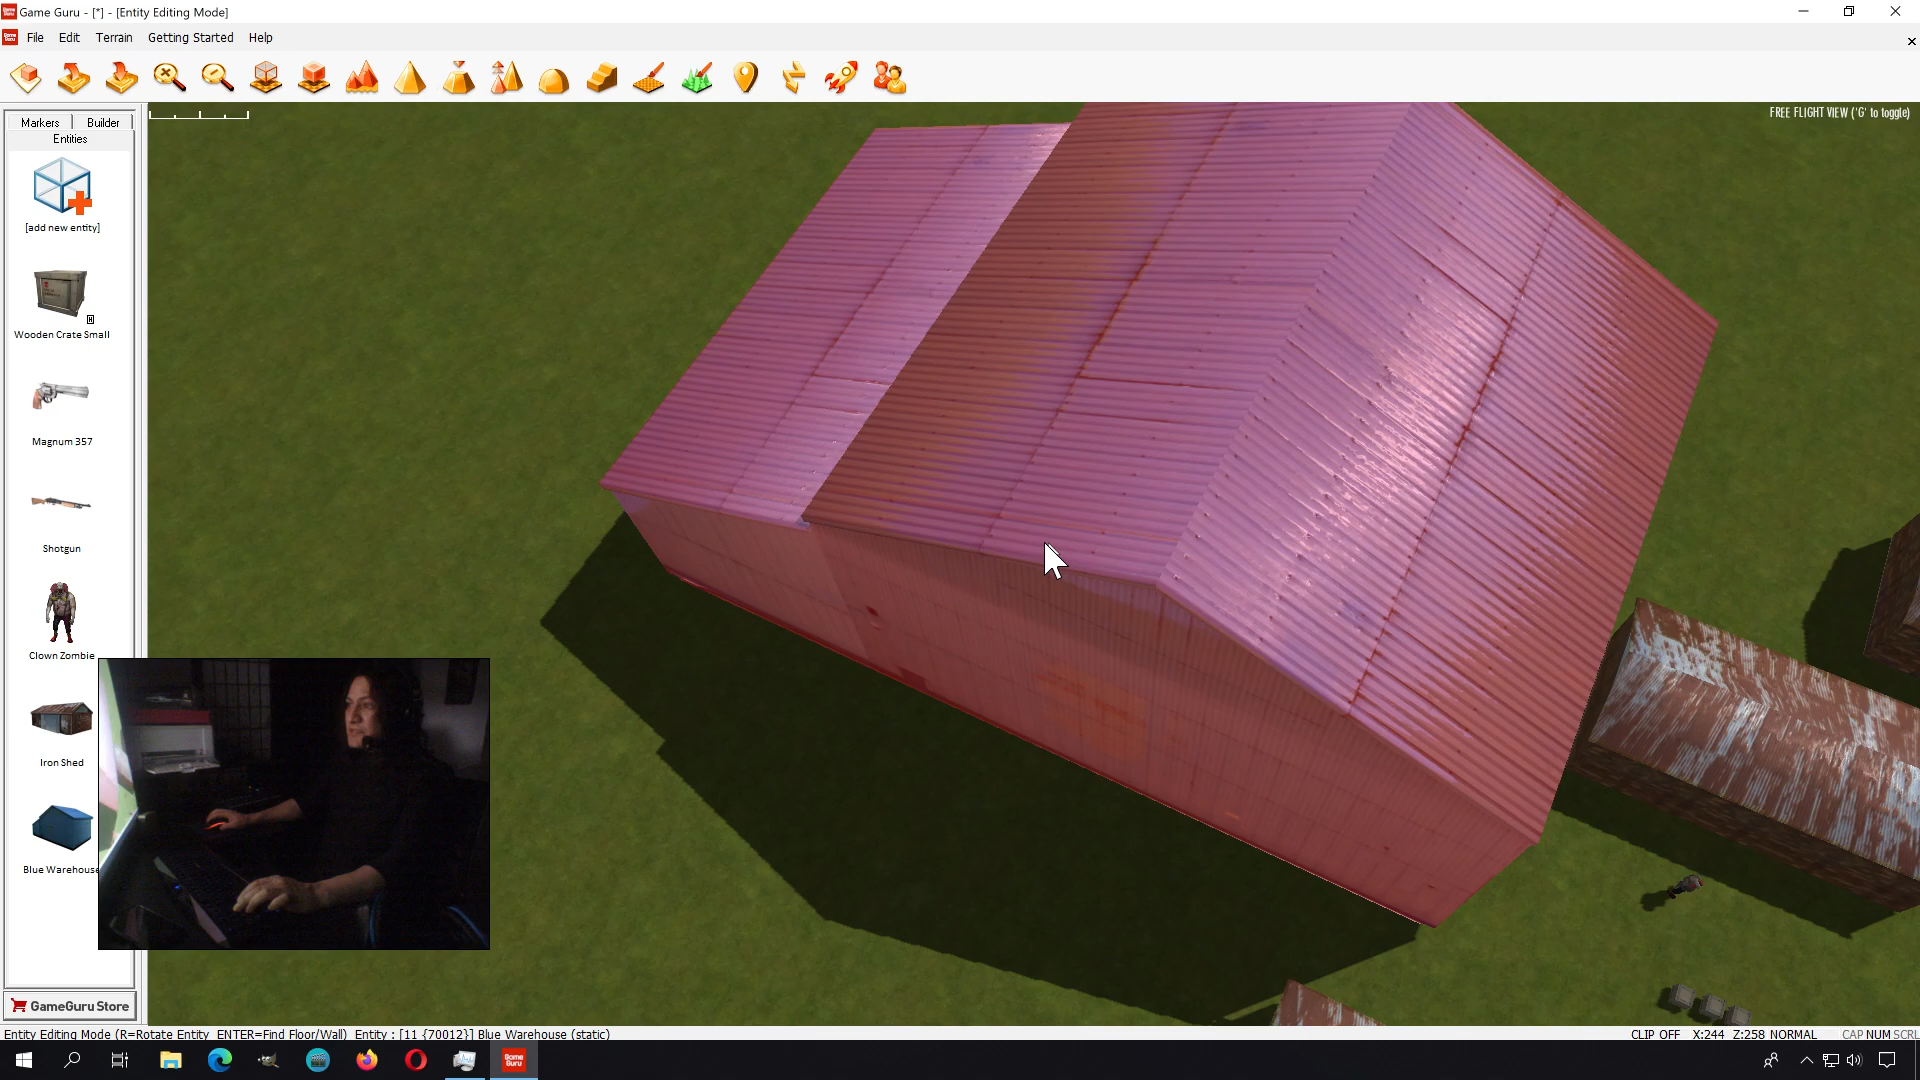 Game Guru - [*] - [Entity Editing Mode]
File Edit Terrain Getting Started Help
FREE FLIGHT VIEW ('G' to toggle)
Markers Builder
Entities
[add new entity]
Wooden Crate Small
Magnum 357
Shotgun
Clown Zombie
Iron Shed
Blue Warehouse
GameGuru Store
Entity Editing Mode (R=Rotate Entity ENTER=Find Floor/Wall) Entity : [11 {70012}] Blue Warehouse (static)
CLIP OFF X:244 Z:258 NORMAL CAP NUM SCRL
Game Guru